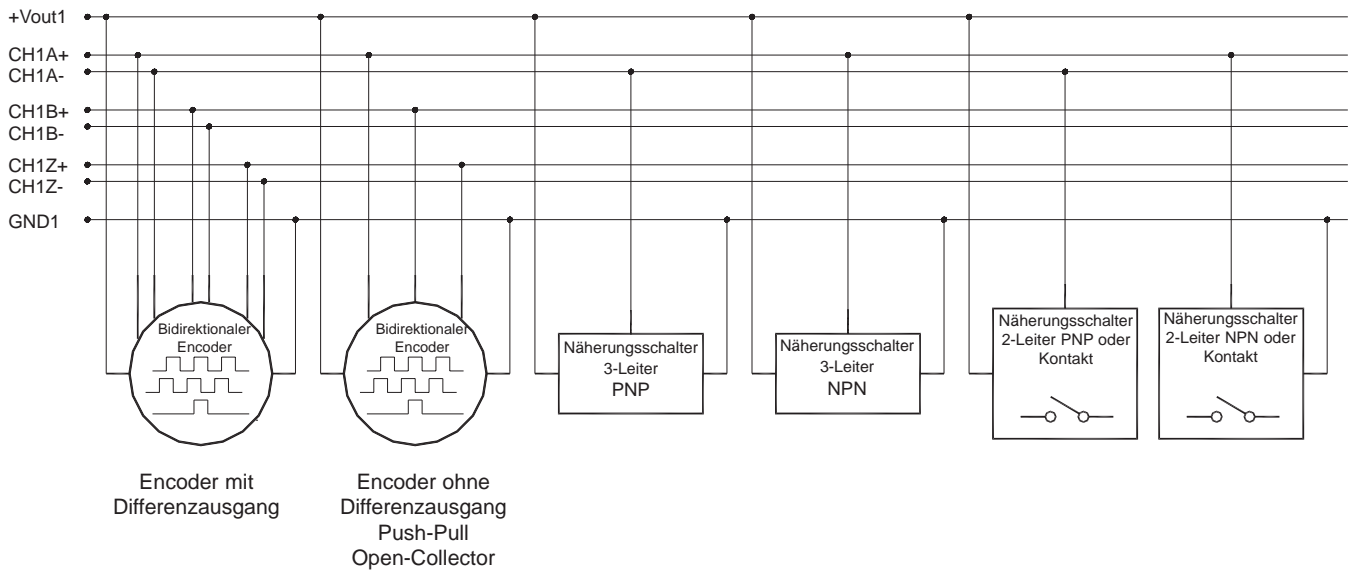 +Vout1
CH1A+
CH1A-
CH1B+
CH1B-
CH1Z+
CH1Z-
GND1
Bidirektionaler
Encoder
Bidirektionaler
Encoder
Näherungsschalter
3-Leiter
PNP
Näherungsschalter
3-Leiter
NPN
Näherungsschalter
2-Leiter PNP oder
Kontakt
Näherungsschalter
2-Leiter NPN oder
Kontakt
Encoder mit
Differenzausgang
Encoder ohne
Differenzausgang
Push-Pull
Open-Collector